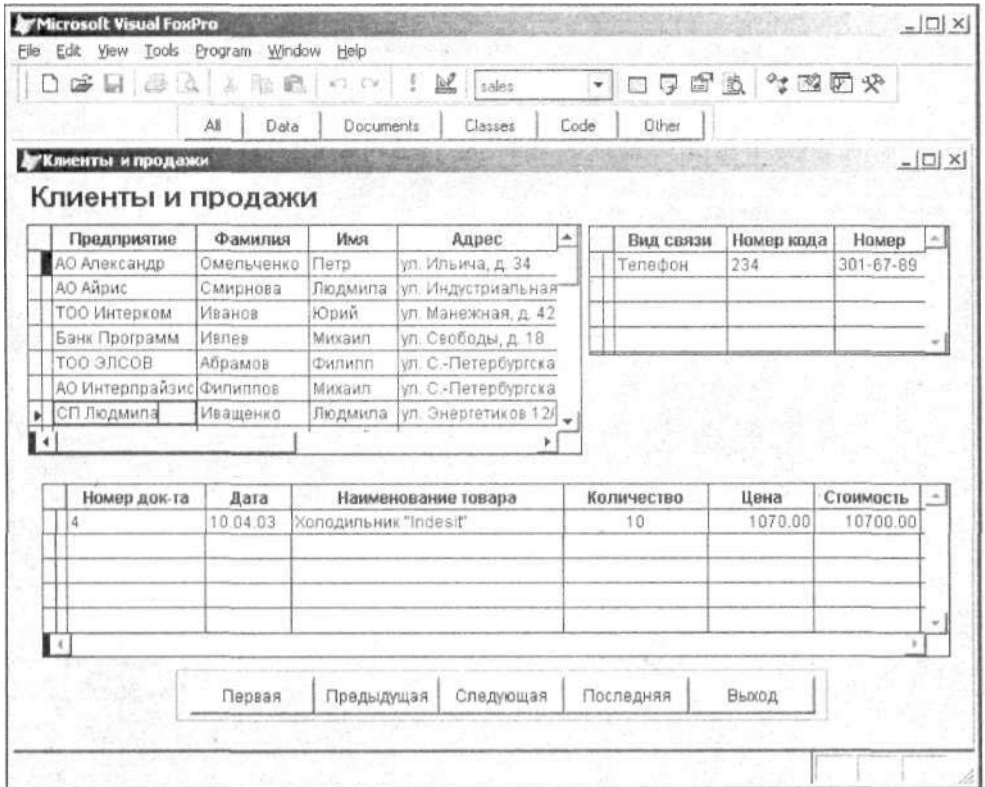 Microsoft Visual FoxPro
File Edit View Tools Program Window Help
sales
All Data Documents Classes Code Other
Клиенты и продажи
Клиенты и продажи
Предприятие Фамилия Имя Адрес
АО Александр Омельченко Петр ул. Ильича, д. 34
АО Айрис Смирнова Людмила ул. Индустриальная
ТОО Интерком Иванов Юрий ул. Манежная, д. 42
Банк Программ Ивлев Михаил ул. Свободы, д. 18
ТОО ЭЛСОВ Абрамов Филипп ул. С.-Петербургска
АО Интерпрайзис Филиппов Михаил ул. С.-Петербургска
СП Людмила Иващенко Людмила ул. Энергетиков 12/
Вид связи Номер кода Номер
Телефон 234 301-67-89
Номер док-та Дата Наименование товара Количество Цена Стоимость
4 10.04.03 Холодильник "Indesit" 10 1070.00 10700.00
Первая Предыдущая Следующая Последняя Выход